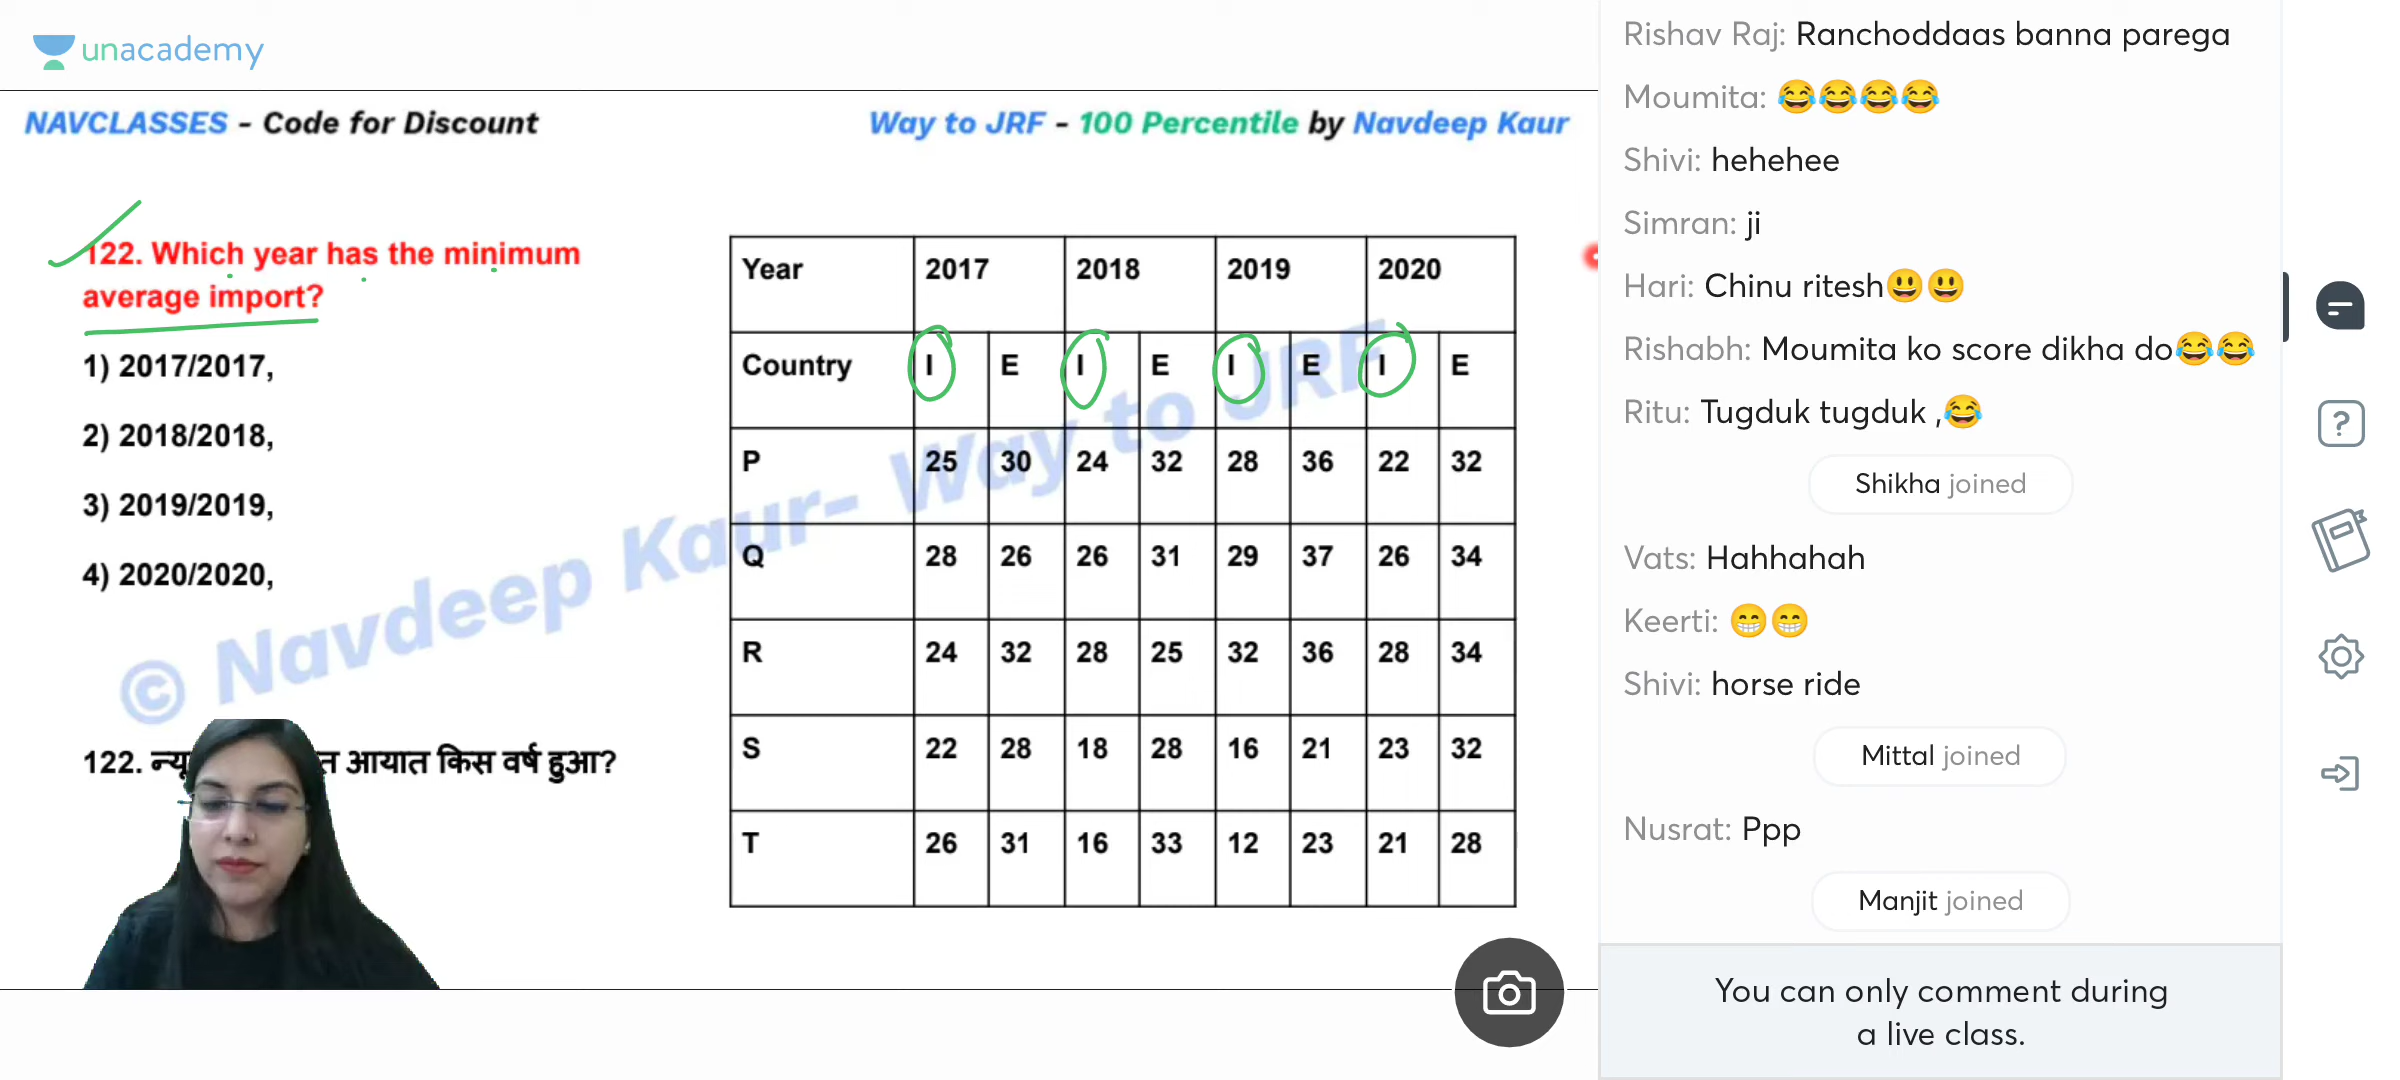 unacademy
NAVCLASSES - Code for Discount
Way to JRF - 100 Percentile by Navdeep Kaur
122. Which year has the minimum
average import?
1) 2017/2017,
2) 2018/2018,
3) 2019/2019,
4) 2020/2020,
122. आयात किस वर्ष हुआ?
Year 2017 2018 2019 2020
Country I E I E I E I E
P 25 30 24 32 28 36 22 32
Q 28 26 26 31 29 37 26 34
R 24 32 28 25 32 36 28 34
S 22 28 18 28 16 21 23 32
T 26 31 16 33 12 23 21 28
© Navdeep Kaur- Way to JRF
Rishav Raj: Ranchoddaas banna parega
Moumita: 😂😂😂😂
Shivi: hehehee
Simran: ji
Hari: Chinu ritesh😃😃
Rishabh: Moumita ko score dikha do😂😂
Ritu: Tugduk tugduk ,😂
Shikha joined
Vats: Hahhahah
Keerti: 😁😁
Shivi: horse ride
Mittal joined
Nusrat: Ppp
Manjit joined
You can only comment during
a live class.